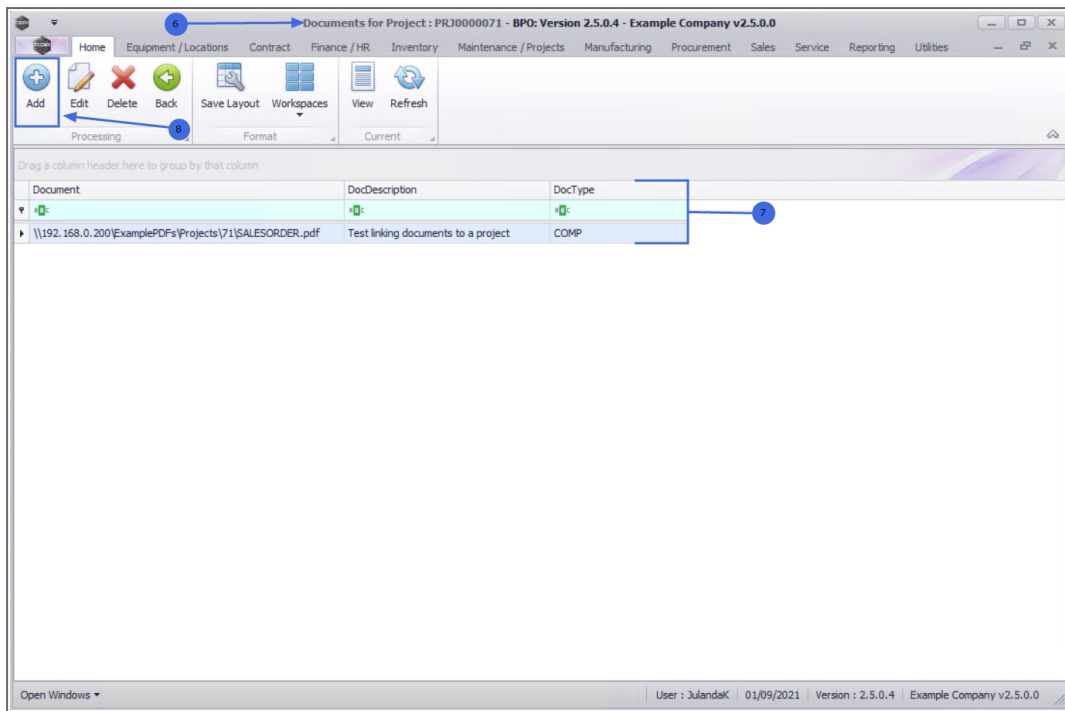 6
Documents for Project : PRJ0000071 - BPO: Version 2.5.0.4 - Example Company v2.5.0.0
Home Equipment / Locations Contract Finance / HR Inventory Maintenance / Projects Manufacturing Procurement Sales Service Reporting Utilities
Add Edit Delete Back Save Layout Workspaces View Refresh
8
Processing Format Current
Drag a column header here to group by that column
Document DocDescription DocType
7
\\192.168.0.200\ExamplePDFs\Projects\71\SALESORDER.pdf Test linking documents to a project COMP
Open Windows User : JulandaK 01/09/2021 Version : 2.5.0.4 Example Company v2.5.0.0